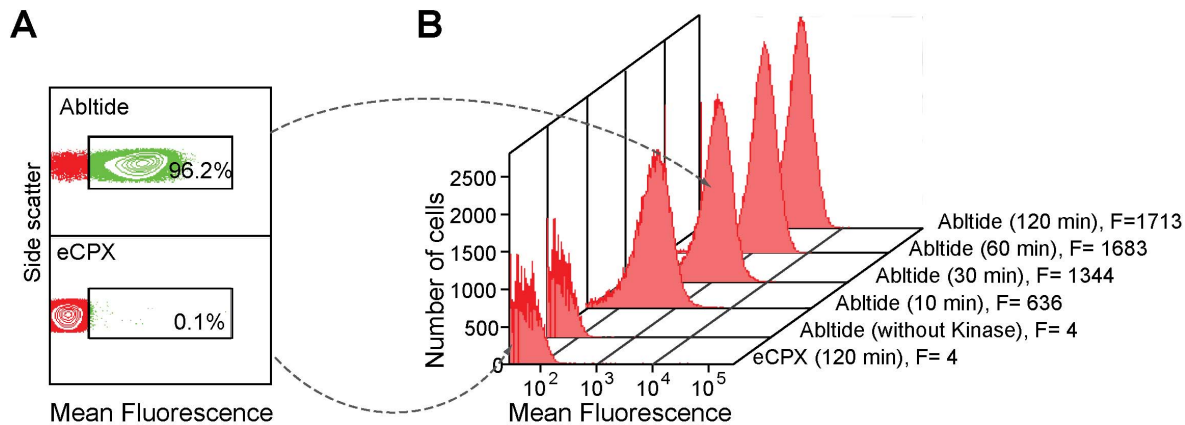 A
Abltide
96.2%
eCPX
0.1%
Side scatter
Mean Fluorescence
B
Number of cells
2500
2000
1500
1000
500
0
10^2
10^3
10^4
10^5
Mean Fluorescence
Abltide (120 min), F=1713
Abltide (60 min), F= 1683
Abltide (30 min), F= 1344
Abltide (10 min), F= 636
Abltide (without Kinase), F= 4
eCPX (120 min), F= 4